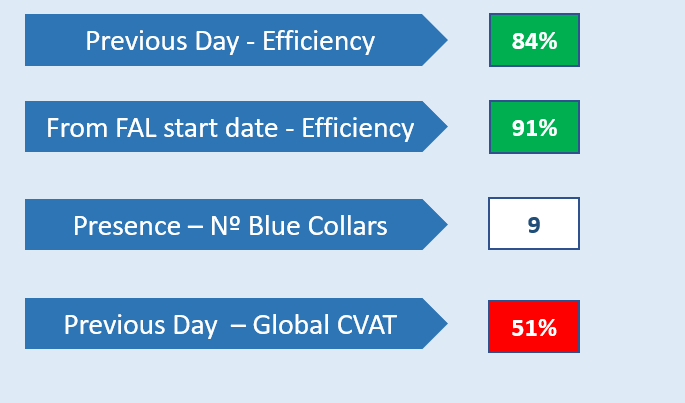 Previous Day - Efficiency 84%
From FAL start date - Efficiency 91%
Presence – Nº Blue Collars 9
Previous Day – Global CVAT 51%